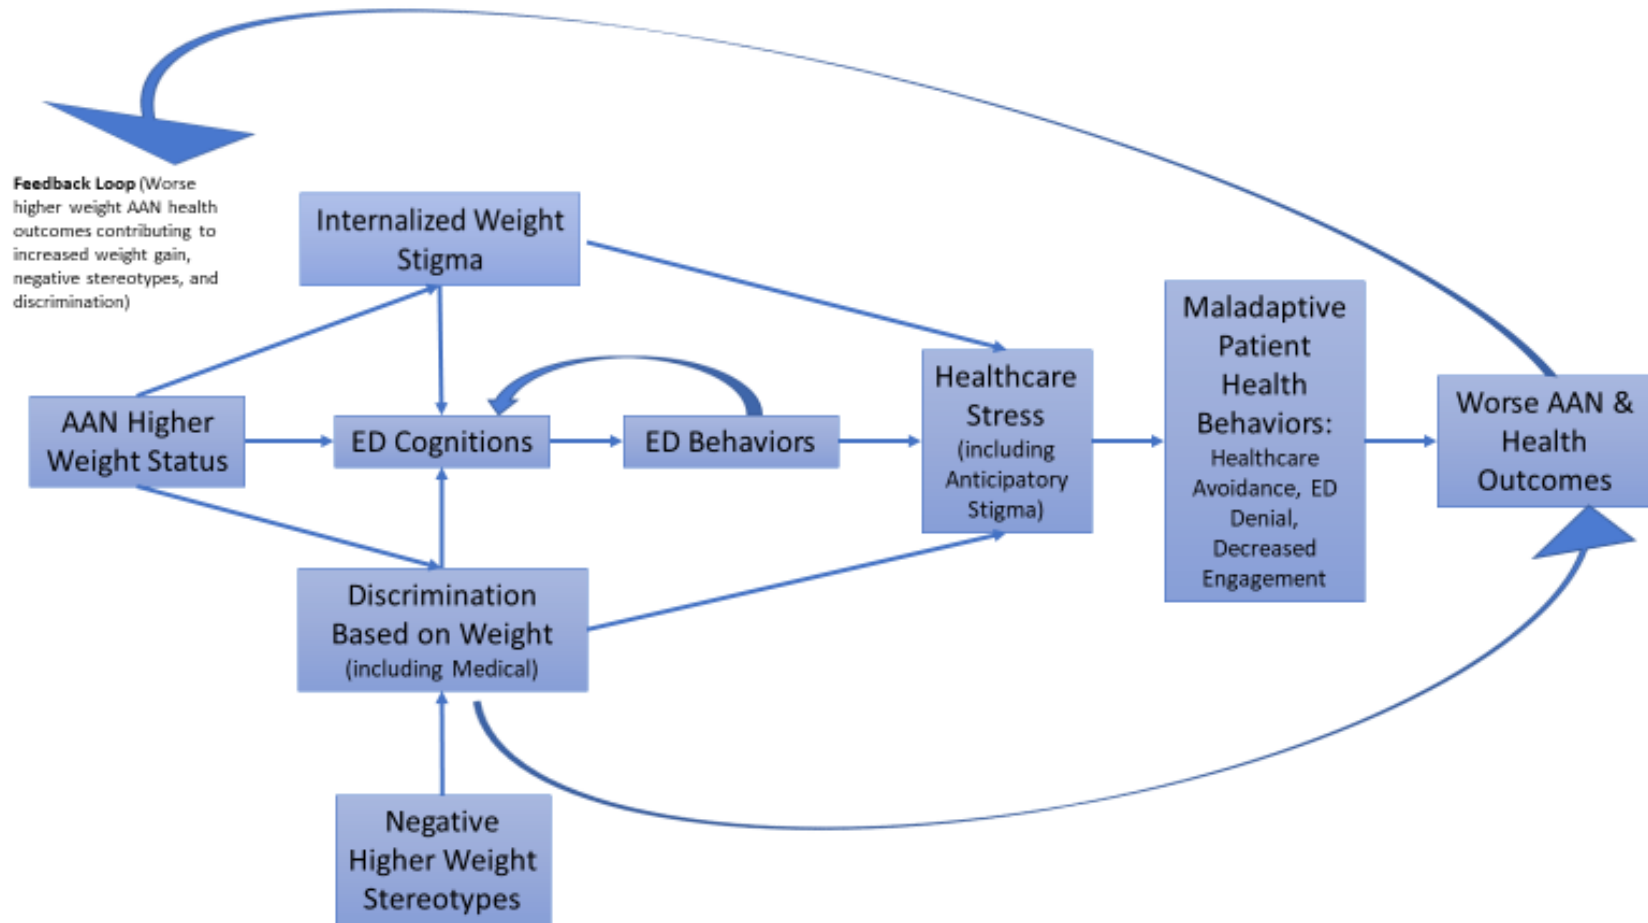 Feedback Loop (Worse
higher weight AAN health
outcomes contributing to
increased weight gain,
negative stereotypes, and
discrimination)
Internalized Weight
Stigma
AAN Higher
Weight Status
ED Cognitions
ED Behaviors
Discrimination
Based on Weight
(including Medical)
Negative
Higher Weight
Stereotypes
Healthcare
Stress
(including
Anticipatory
Stigma)
Maladaptive
Patient
Health
Behaviors:
Healthcare
Avoidance, ED
Denial,
Decreased
Engagement
Worse AAN &
Health
Outcomes